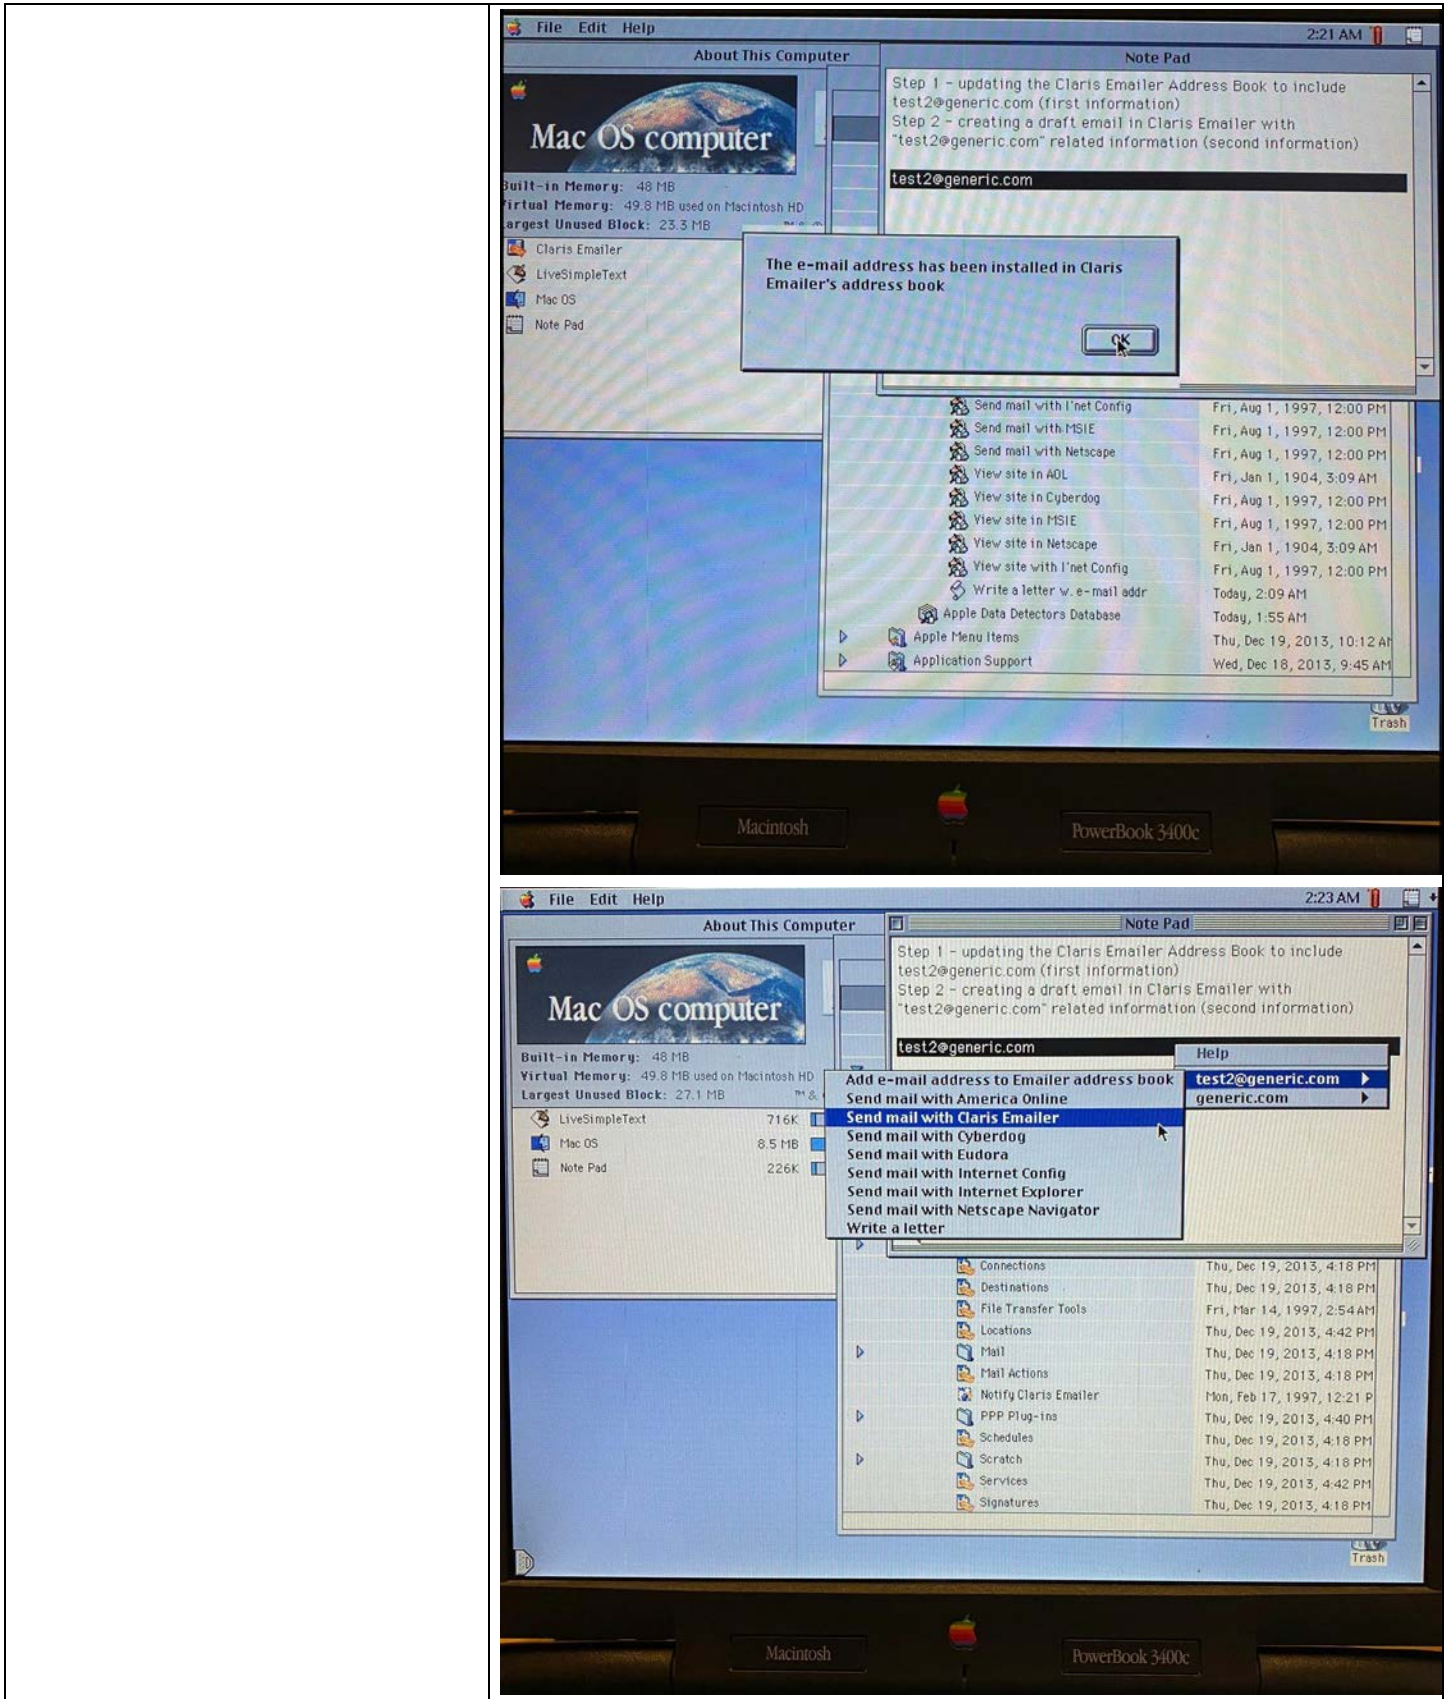 File Edit Help
2:21 AM
About This Computer
Note Pad
Mac OS computer
Built-in Memory: 48 MB
Virtual Memory: 49.8 MB used on Macintosh HD
Largest Unused Block: 23.3 MB
Claris Emailer
LiveSimpleText
Mac OS
Note Pad
Step 1 - updating the Claris Emailer Address Book to include
test2@generic.com (first information)
Step 2 - creating a draft email in Claris Emailer with
"test2@generic.com" related information (second information)
test2@generic.com
The e-mail address has been installed in Claris
Emailer's address book
OK
Send mail with I'net Config Fri, Aug 1, 1997, 12:00 PM
Send mail with MSIE Fri, Aug 1, 1997, 12:00 PM
Send mail with Netscape Fri, Aug 1, 1997, 12:00 PM
View site in AOL Fri, Jan 1, 1904, 3:09 AM
View site in Cyberdog Fri, Aug 1, 1997, 12:00 PM
View site in MSIE Fri, Aug 1, 1997, 12:00 PM
View site in Netscape Fri, Jan 1, 1904, 3:09 AM
View site with I'net Config Fri, Aug 1, 1997, 12:00 PM
Write a letter w. e-mail addr Today, 2:09 AM
Apple Data Detectors Database Today, 1:55 AM
Apple Menu Items Thu, Dec 19, 2013, 10:12 AM
Application Support Wed, Dec 18, 2013, 9:45 AM
Trash
Macintosh
PowerBook 3400c
File Edit Help
2:23 AM
About This Computer
Note Pad
Mac OS computer
Built-in Memory: 48 MB
Virtual Memory: 49.8 MB used on Macintosh HD
Largest Unused Block: 27.1 MB ™ &
LiveSimpleText 716K
Mac OS 8.5 MB
Note Pad 226K
Step 1 - updating the Claris Emailer Address Book to include
test2@generic.com (first information)
Step 2 - creating a draft email in Claris Emailer with
"test2@generic.com" related information (second information)
test2@generic.com
Help
test2@generic.com
generic.com
Add e-mail address to Emailer address book
Send mail with America Online
Send mail with Claris Emailer
Send mail with Cyberdog
Send mail with Eudora
Send mail with Internet Config
Send mail with Internet Explorer
Send mail with Netscape Navigator
Write a letter
Connections Thu, Dec 19, 2013, 4:18 PM
Destinations Thu, Dec 19, 2013, 4:18 PM
File Transfer Tools Fri, Mar 14, 1997, 2:54 AM
Locations Thu, Dec 19, 2013, 4:42 PM
Mail Thu, Dec 19, 2013, 4:18 PM
Mail Actions Thu, Dec 19, 2013, 4:18 PM
Notify Claris Emailer Mon, Feb 17, 1997, 12:21 P
PPP Plug-ins Thu, Dec 19, 2013, 4:40 PM
Schedules Thu, Dec 19, 2013, 4:18 PM
Scratch Thu, Dec 19, 2013, 4:18 PM
Services Thu, Dec 19, 2013, 4:42 PM
Signatures Thu, Dec 19, 2013, 4:18 PM
Trash
Macintosh
PowerBook 3400c